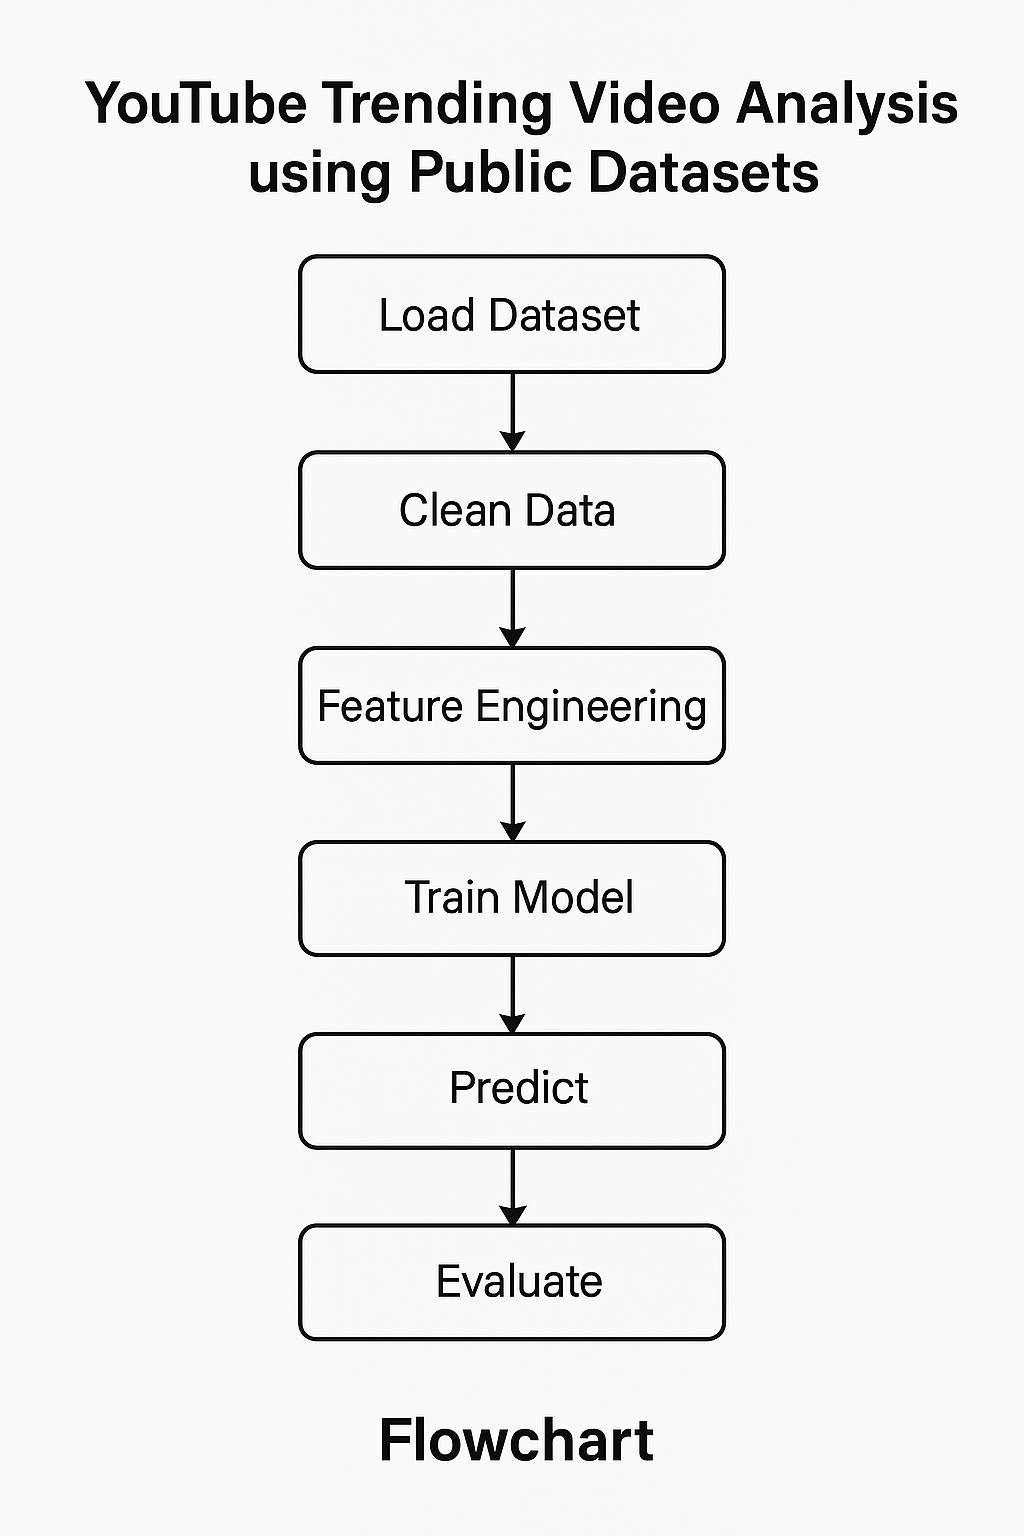 YouTube Trending Video Analysis
using Public Datasets
Load Dataset
Clean Data
Feature Engineering
Train Model
Predict
Evaluate
Flowchart